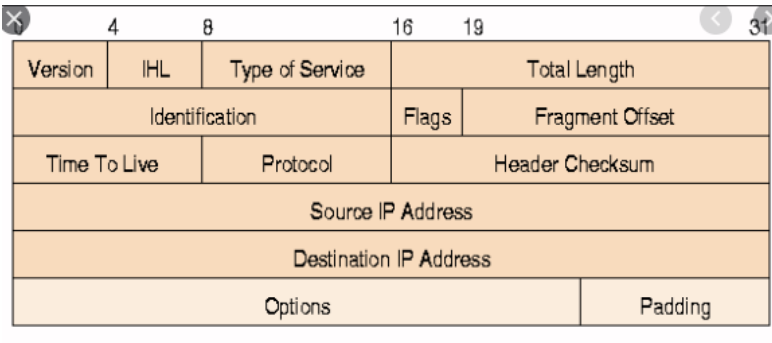 0 4 8 16 19 31
Version IHL Type of Service Total Length
Identification Flags Fragment Offset
Time To Live Protocol Header Checksum
Source IP Address
Destination IP Address
Options Padding